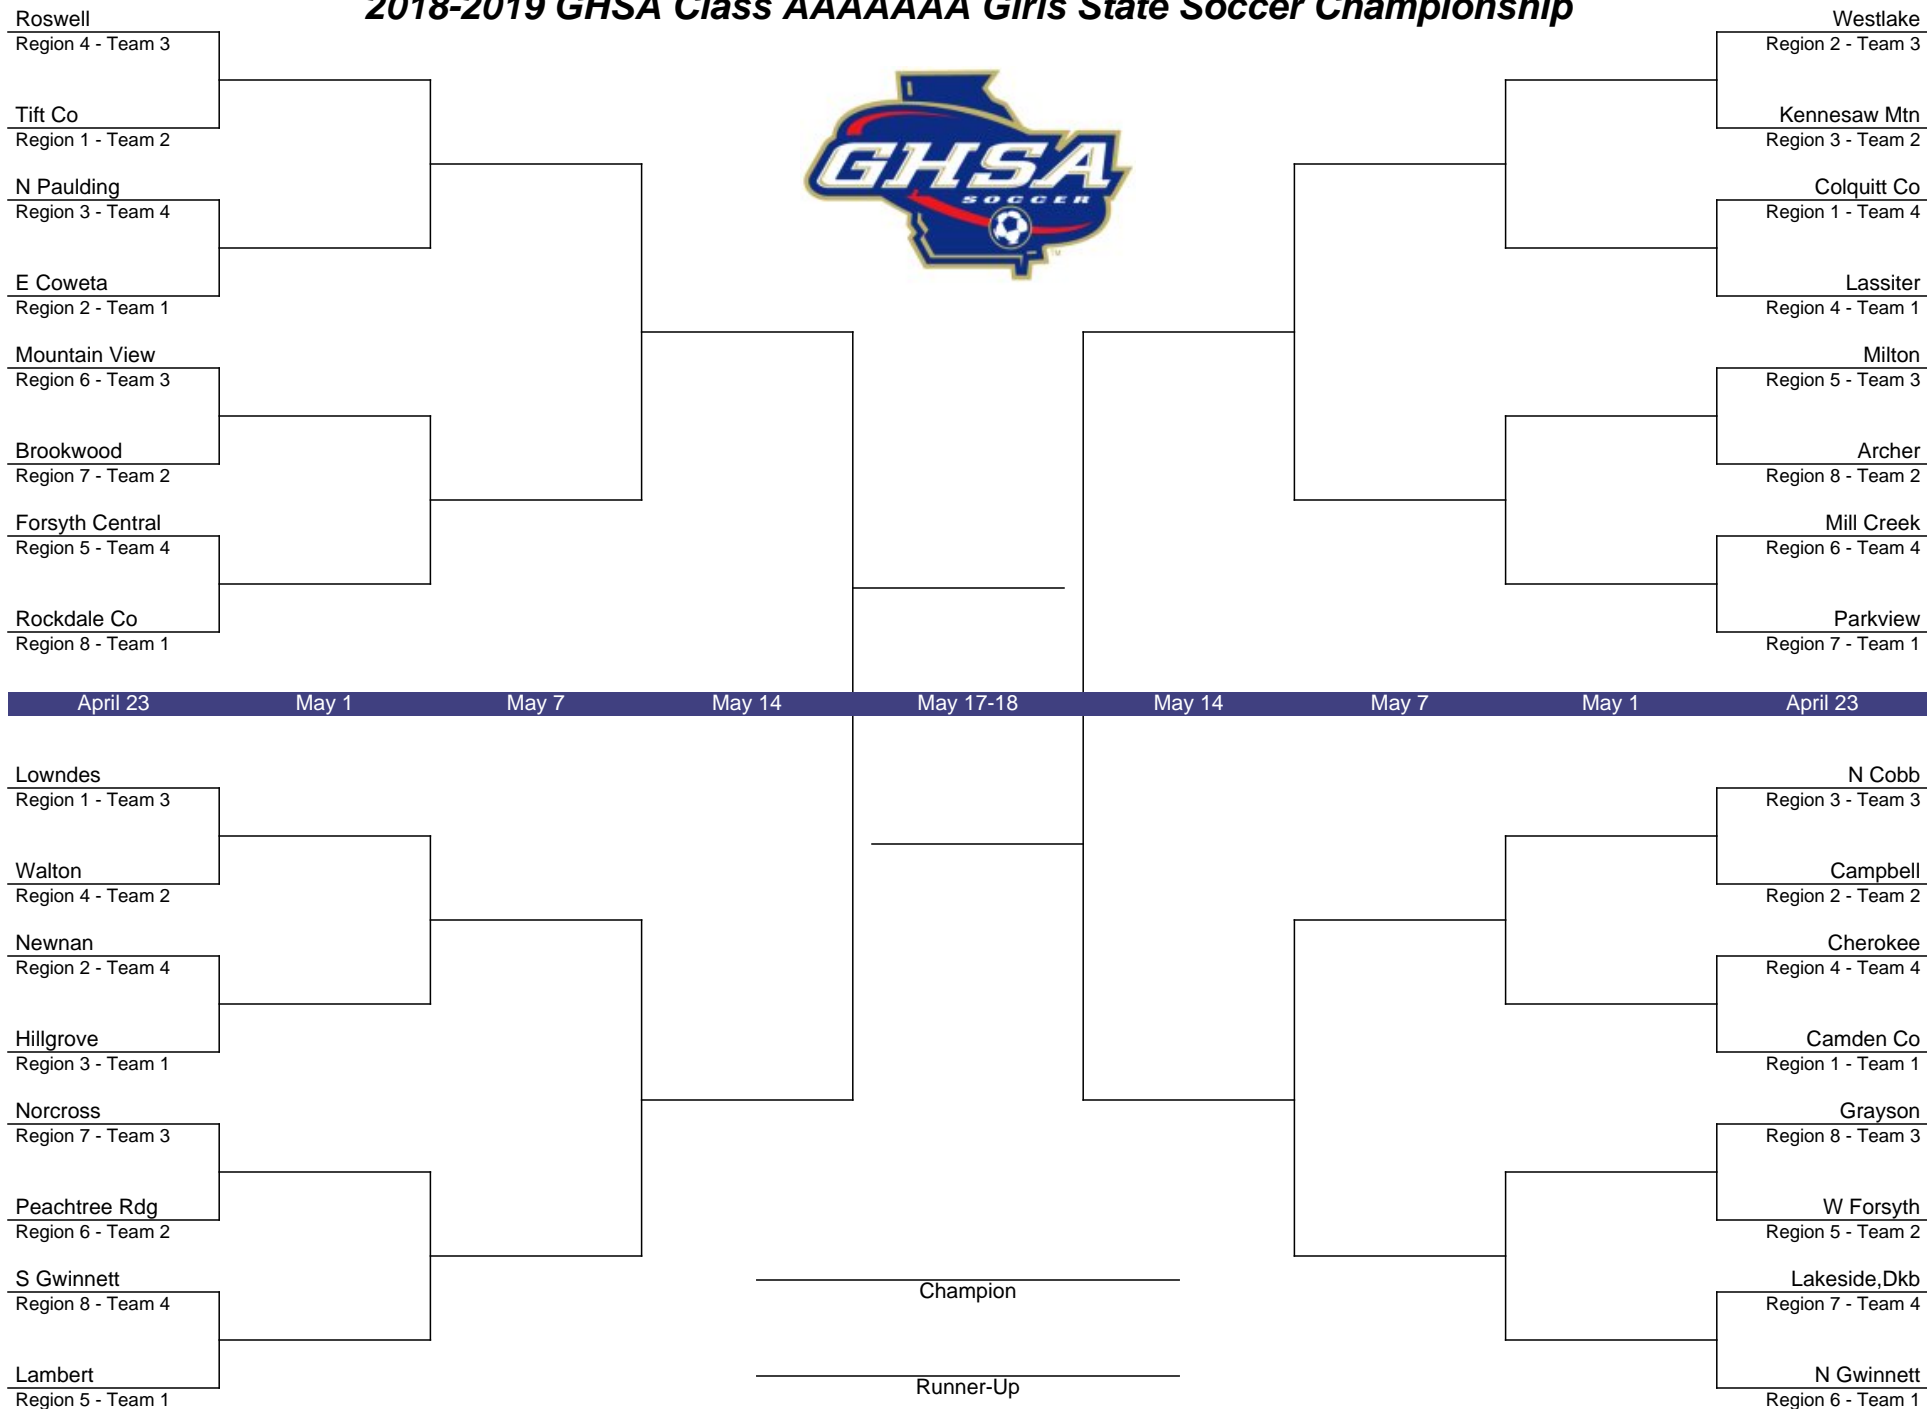 2018-2019 GHSA Class AAAAAAA Girls State Soccer Championship
GHSA
SOCCER
Roswell
Region 4 - Team 3
Tift Co
Region 1 - Team 2
N Paulding
Region 3 - Team 4
E Coweta
Region 2 - Team 1
Mountain View
Region 6 - Team 3
Brookwood
Region 7 - Team 2
Forsyth Central
Region 5 - Team 4
Rockdale Co
Region 8 - Team 1
Westlake
Region 2 - Team 3
Kennesaw Mtn
Region 3 - Team 2
Colquitt Co
Region 1 - Team 4
Lassiter
Region 4 - Team 1
Milton
Region 5 - Team 3
Archer
Region 8 - Team 2
Mill Creek
Region 6 - Team 4
Parkview
Region 7 - Team 1
April 23 May 1 May 7 May 14 May 17-18 May 14 May 7 May 1 April 23
Lowndes
Region 1 - Team 3
Walton
Region 4 - Team 2
Newnan
Region 2 - Team 4
Hillgrove
Region 3 - Team 1
Norcross
Region 7 - Team 3
Peachtree Rdg
Region 6 - Team 2
S Gwinnett
Region 8 - Team 4
Lambert
Region 5 - Team 1
N Cobb
Region 3 - Team 3
Campbell
Region 2 - Team 2
Cherokee
Region 4 - Team 4
Camden Co
Region 1 - Team 1
Grayson
Region 8 - Team 3
W Forsyth
Region 5 - Team 2
Lakeside,Dkb
Region 7 - Team 4
N Gwinnett
Region 6 - Team 1
Champion
Runner-Up